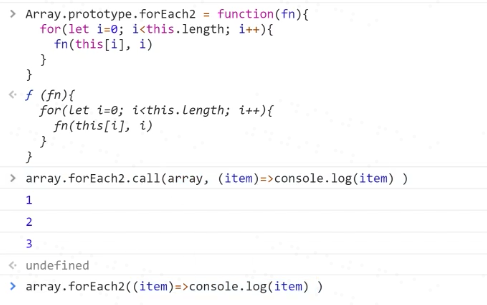 > Array.prototype.forEach2 = function(fn){
    for(let i=0; i<this.length; i++){
      fn(this[i], i)
    }
  }
< f (fn){
    for(let i=0; i<this.length; i++){
      fn(this[i], i)
    }
  }
> array.forEach2.call(array, (item)=>console.log(item) )
  1
  2
  3
< undefined
> array.forEach2((item)=>console.log(item) )